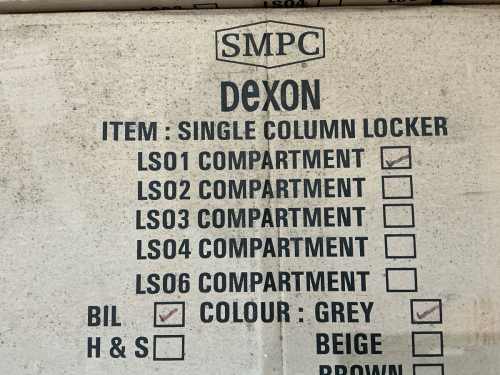 LS04
SMPC
DeXON
ITEM : SINGLE COLUMN LOCKER
LS01 COMPARTMENT
LS02 COMPARTMENT
LS03 COMPARTMENT
LS04 COMPARTMENT
LS06 COMPARTMENT
BIL COLOUR : GREY
H & S BEIGE
BROWN